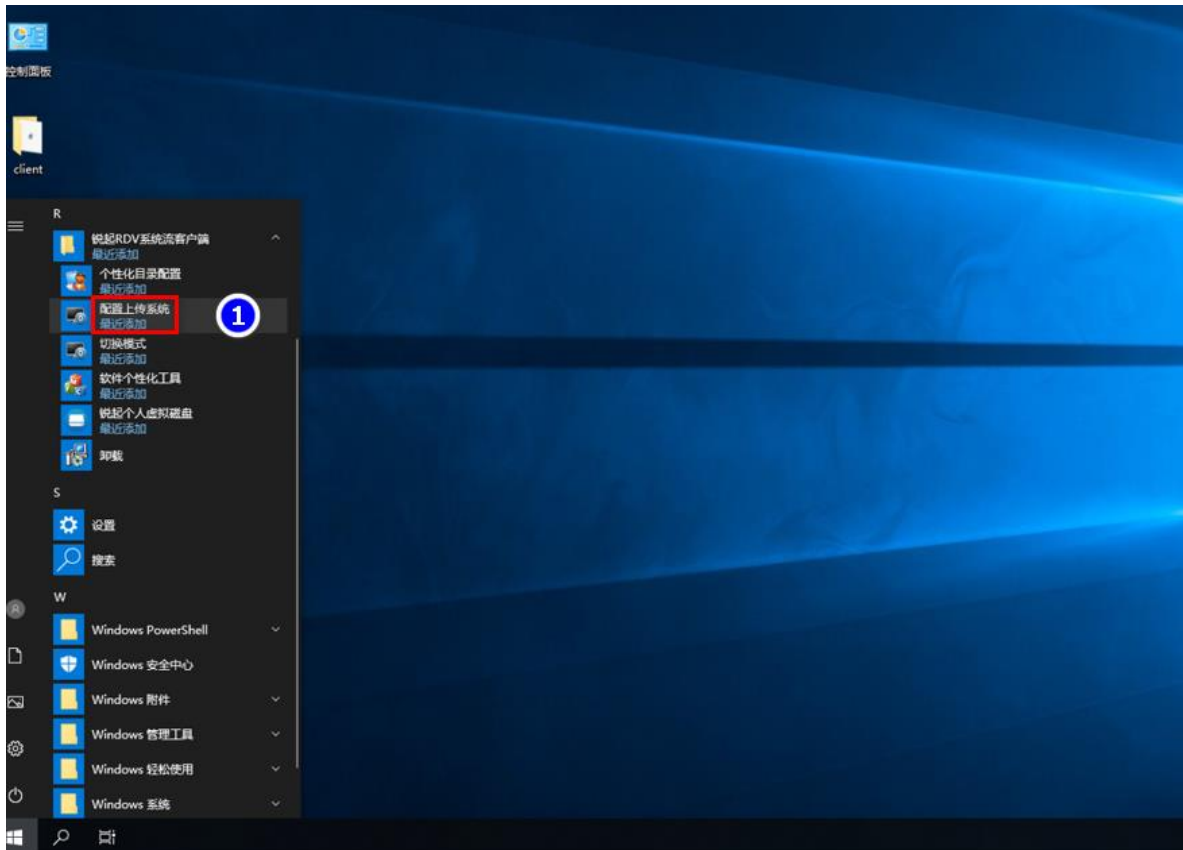 控制面板
client
R
锐起RDV系统流客户端
最近添加
个性化目录配置
最近添加
配置上传系统
最近添加
1
切换模式
最近添加
软件个性化工具
最近添加
锐起个人虚拟磁盘
最近添加
卸载
S
设置
搜索
W
Windows PowerShell
Windows 安全中心
Windows 附件
Windows 管理工具
Windows 轻松使用
Windows 系统